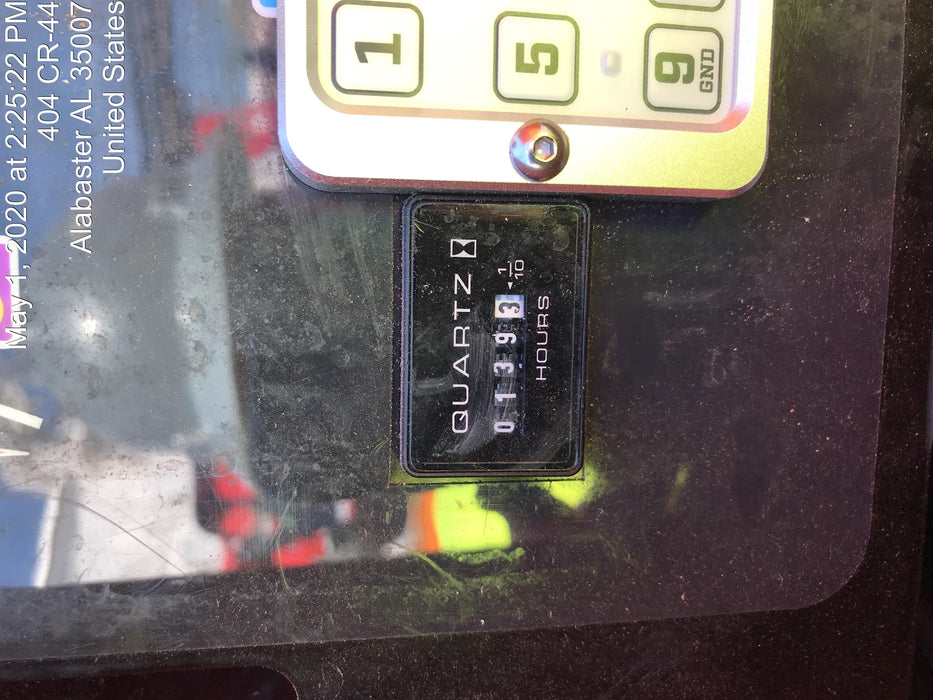 May 1, 2020 at 2:25:22 PM
404 CR-44
Alabaster AL 35007
United States
1
5
9
GND
QUARTZ
01393
1/10
HOURS